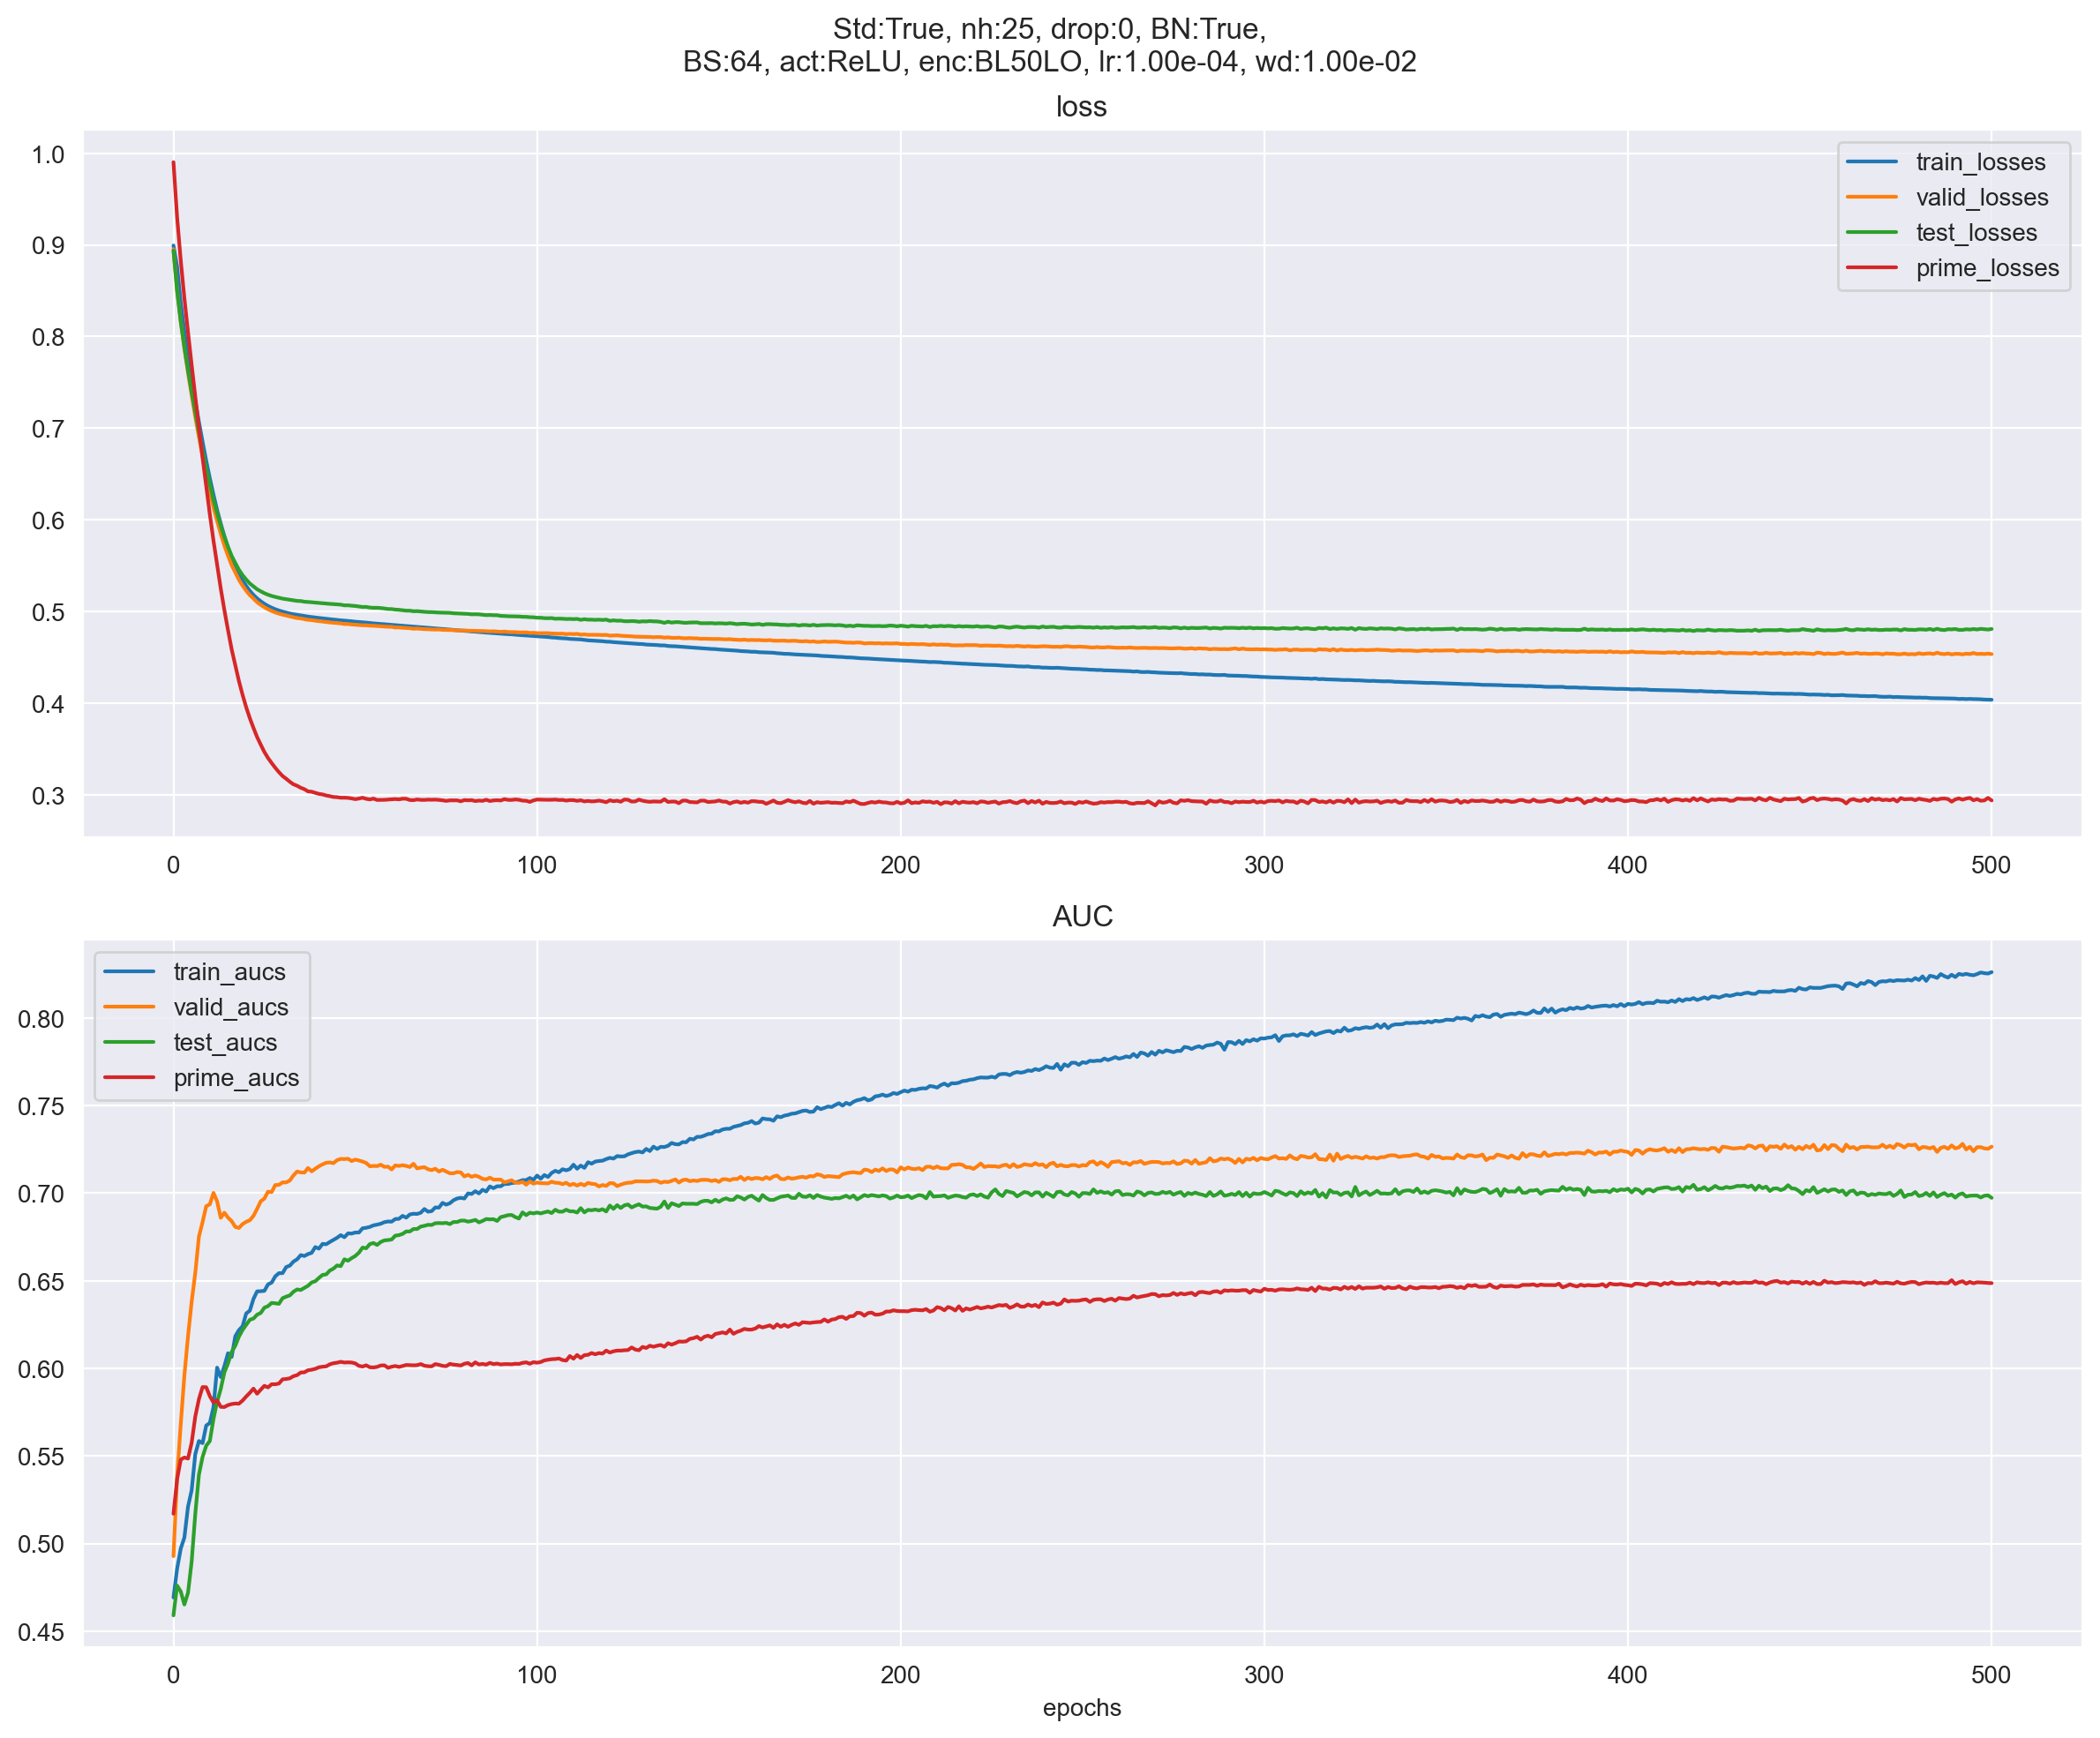 Std:True, nh:25, drop:0, BN:True,
BS:64, act:ReLU, enc:BL50LO, lr:1.00e-04, wd:1.00e-02
loss
1.0
0.9
0.8
0.7
0.6
0.5
0.4
0.3
train_losses
valid_losses
test_losses
prime_losses
0 100 200 300 400 500
AUC
train_aucs
valid_aucs
test_aucs
prime_aucs
0.80
0.75
0.70
0.65
0.60
0.55
0.50
0.45
0 100 200 300 400 500
epochs